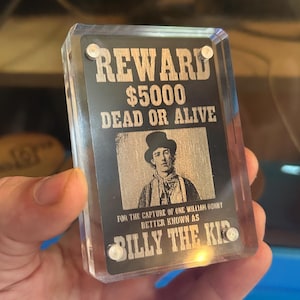 REWARD
$5000
DEAD OR ALIVE
FOR THE CAPTURE OF ONE WILLIAM BONNY
BETTER KNOWN AS
BILLY THE KID